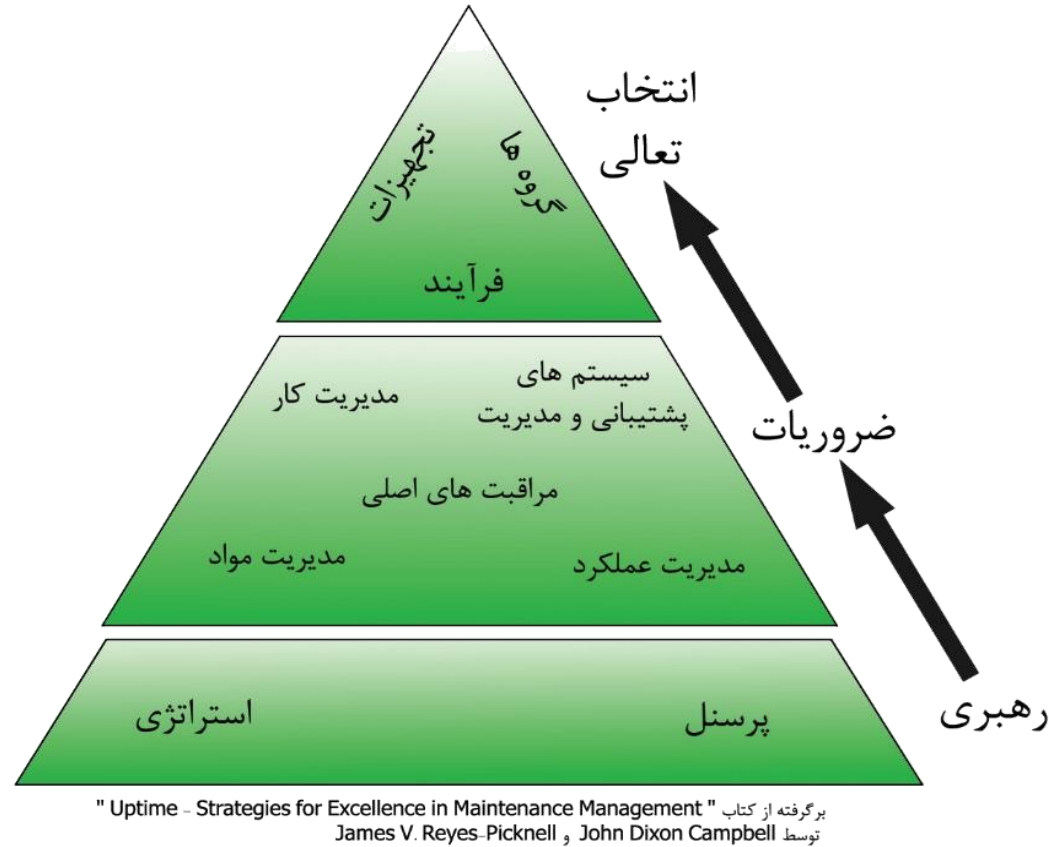 انتخاب
تعالی
تجهیزات
گروه ها
فرآیند
ضروریات
سیستم های
پشتیبانی و مدیریت
مدیریت کار
مراقبت های اصلی
مدیریت عملکرد
مدیریت مواد
رهبری
پرسنل
استراتژی
برگرفته از کتاب " Uptime - Strategies for Excellence in Maintenance Management "
توسط John Dixon Campbell و James V. Reyes-Picknell